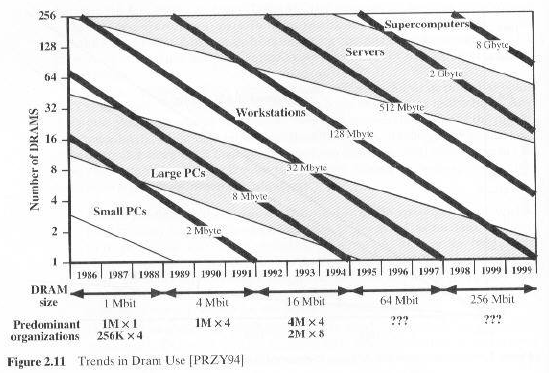 256
128
64
32
16
8
4
2
1
Number of DRAMS
Supercomputers
8 Gbyte
Servers
2 Gbyte
512 Mbyte
Workstations
128 Mbyte
32 Mbyte
Large PCs
8 Mbyte
Small PCs
2 Mbyte
1986 1987 1988 1989 1990 1991 1992 1993 1994 1995 1996 1997 1998 1999 1999
DRAM size 1 Mbit 4 Mbit 16 Mbit 64 Mbit 256 Mbit
Predominant 1M × 1 1M × 4 4M × 4 ??? ???
organizations 256K × 4 2M × 8
Figure 2.11 Trends in Dram Use [PRZY94]